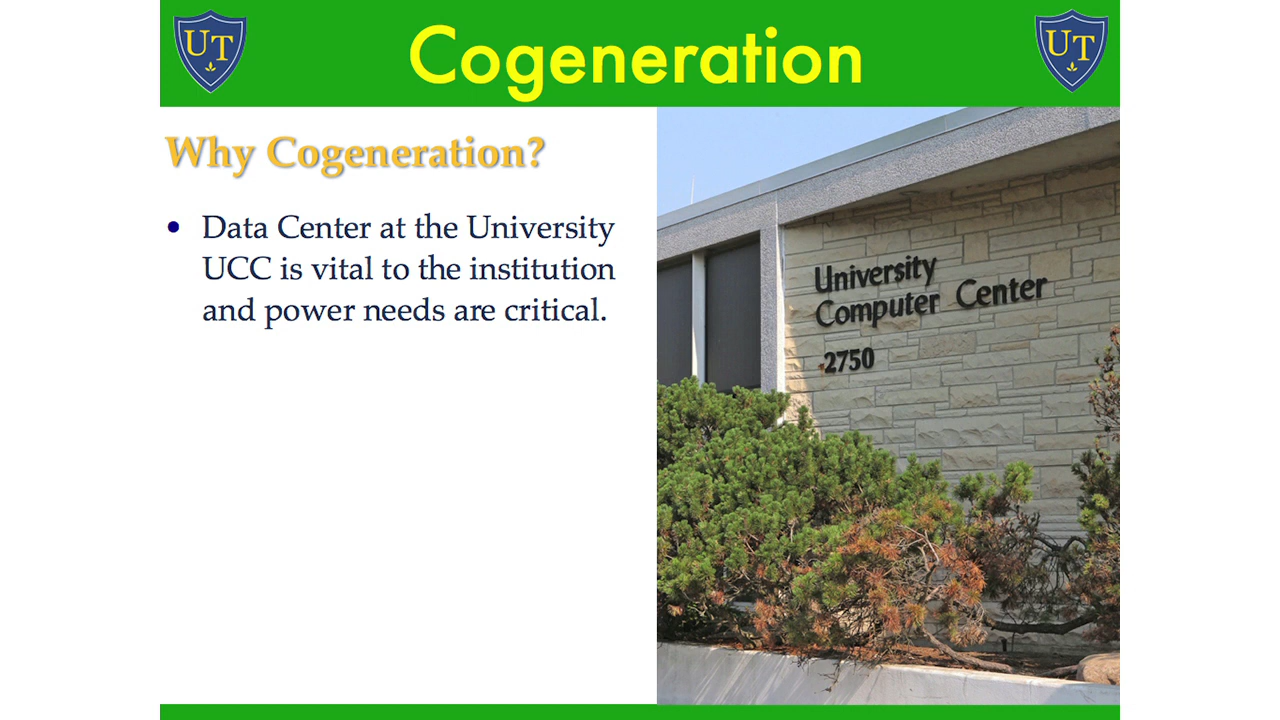 UT
Cogeneration
UT
Why Cogeneration?
• Data Center at the University
UCC is vital to the institution
and power needs are critical.
University
Computer Center
2750